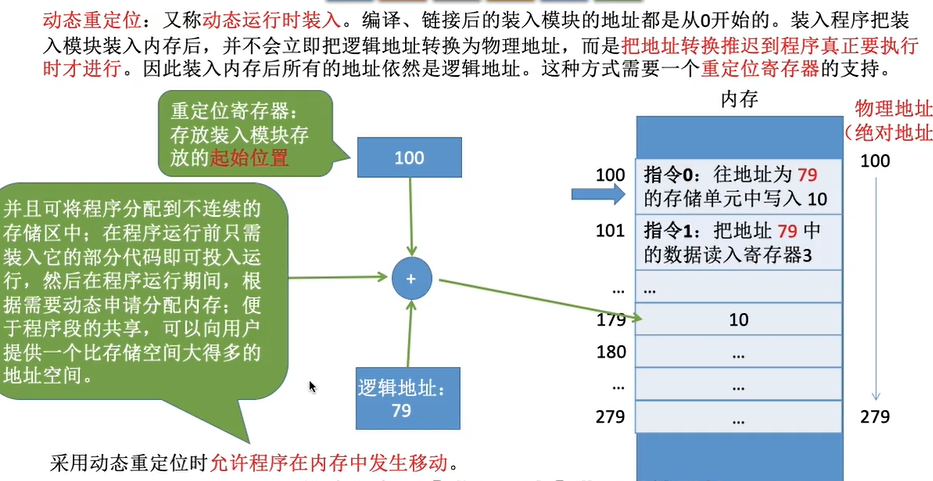 动态重定位：又称动态运行时装入。编译、链接后的装入模块的地址都是从0开始的。装入程序把装
入模块装入内存后，并不会立即把逻辑地址转换为物理地址，而是把地址转换推迟到程序真正要执行
时才进行。因此装入内存后所有的地址依然是逻辑地址。这种方式需要一个重定位寄存器的支持。
重定位寄存器：
存放装入模块存
放的起始位置
100
并且可将程序分配到不连续的
存储区中；在程序运行前只需
装入它的部分代码即可投入运
行，然后在程序运行期间，根
据需要动态申请分配内存；便
于程序段的共享，可以向用户
提供一个比存储空间大得多的
地址空间。
+
逻辑地址：
79
内存
物理地址
（绝对地址
100
指令0：往地址为 79
的存储单元中写入 10
100
101
指令1：把地址 79 中
的数据读入寄存器3
...
...
179
10
180
...
...
...
279
...
279
采用动态重定位时允许程序在内存中发生移动。